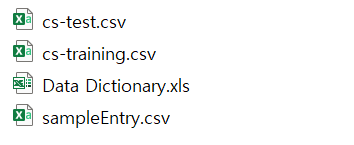 cs-test.csv
cs-training.csv
Data Dictionary.xls
sampleEntry.csv